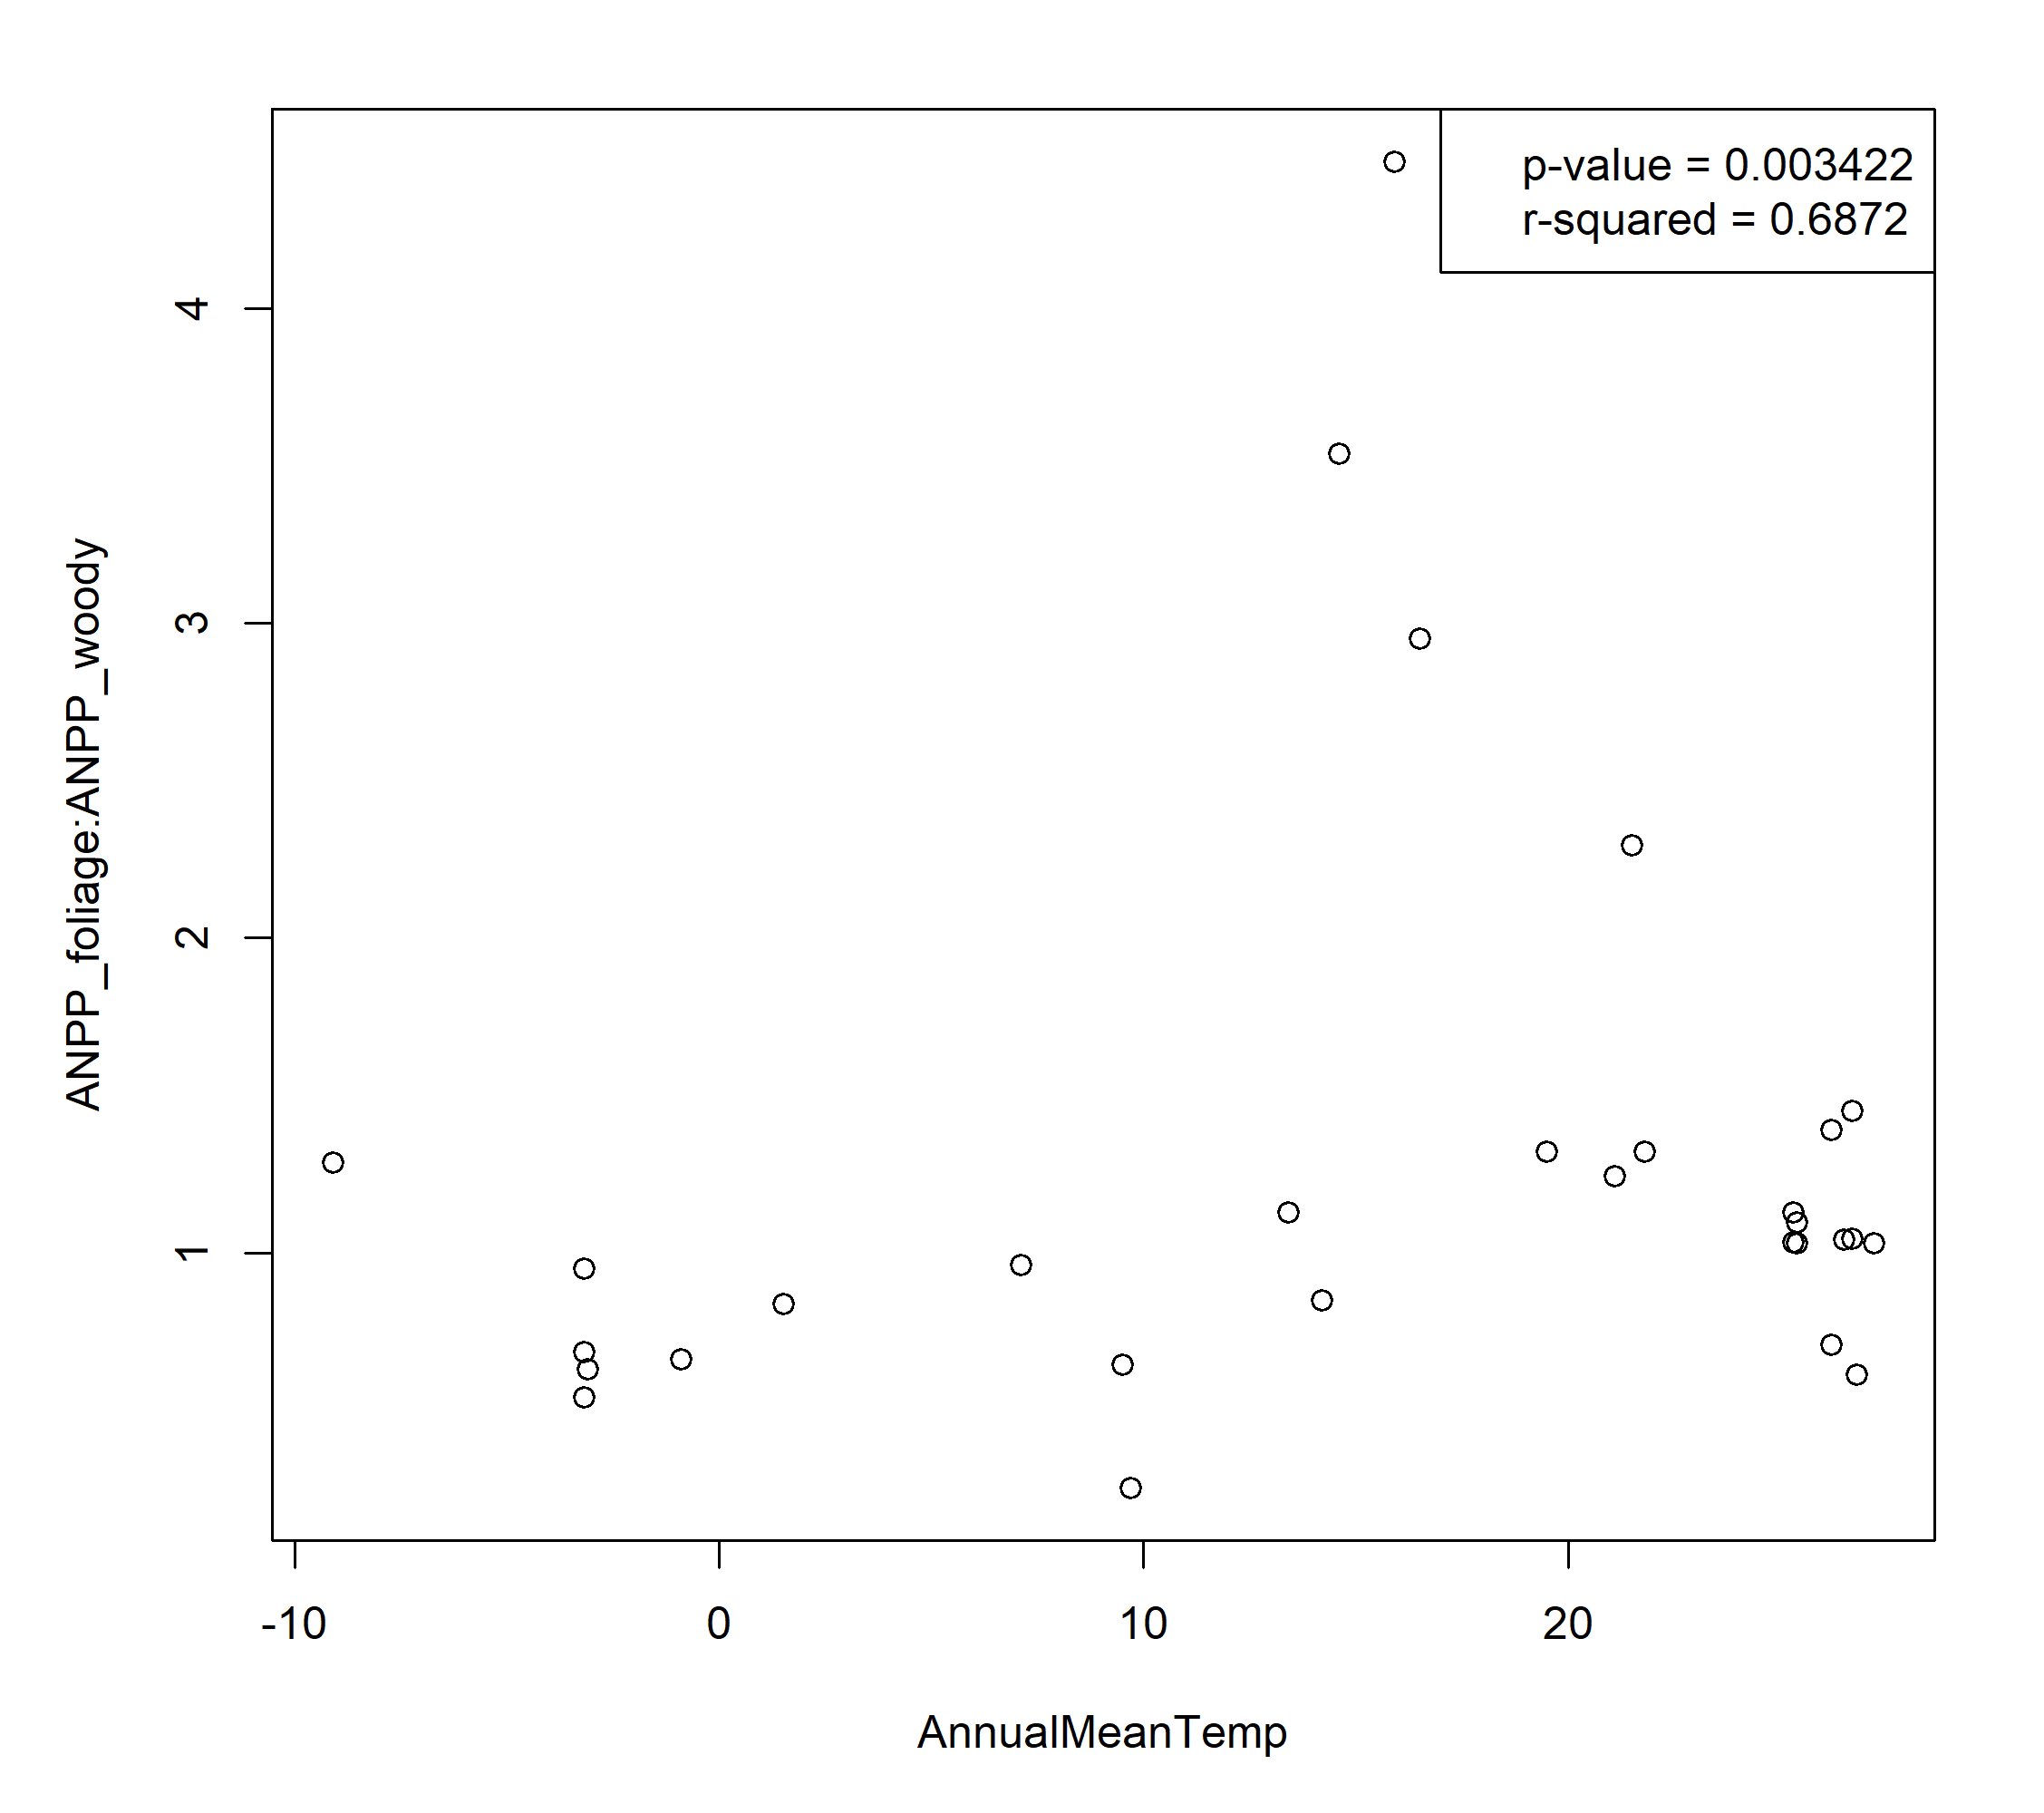 p-value = 0.003422
r-squared = 0.6872
ANPP_foliage:ANPP_woody
4
3
2
1
-10 0 10 20
AnnualMeanTemp